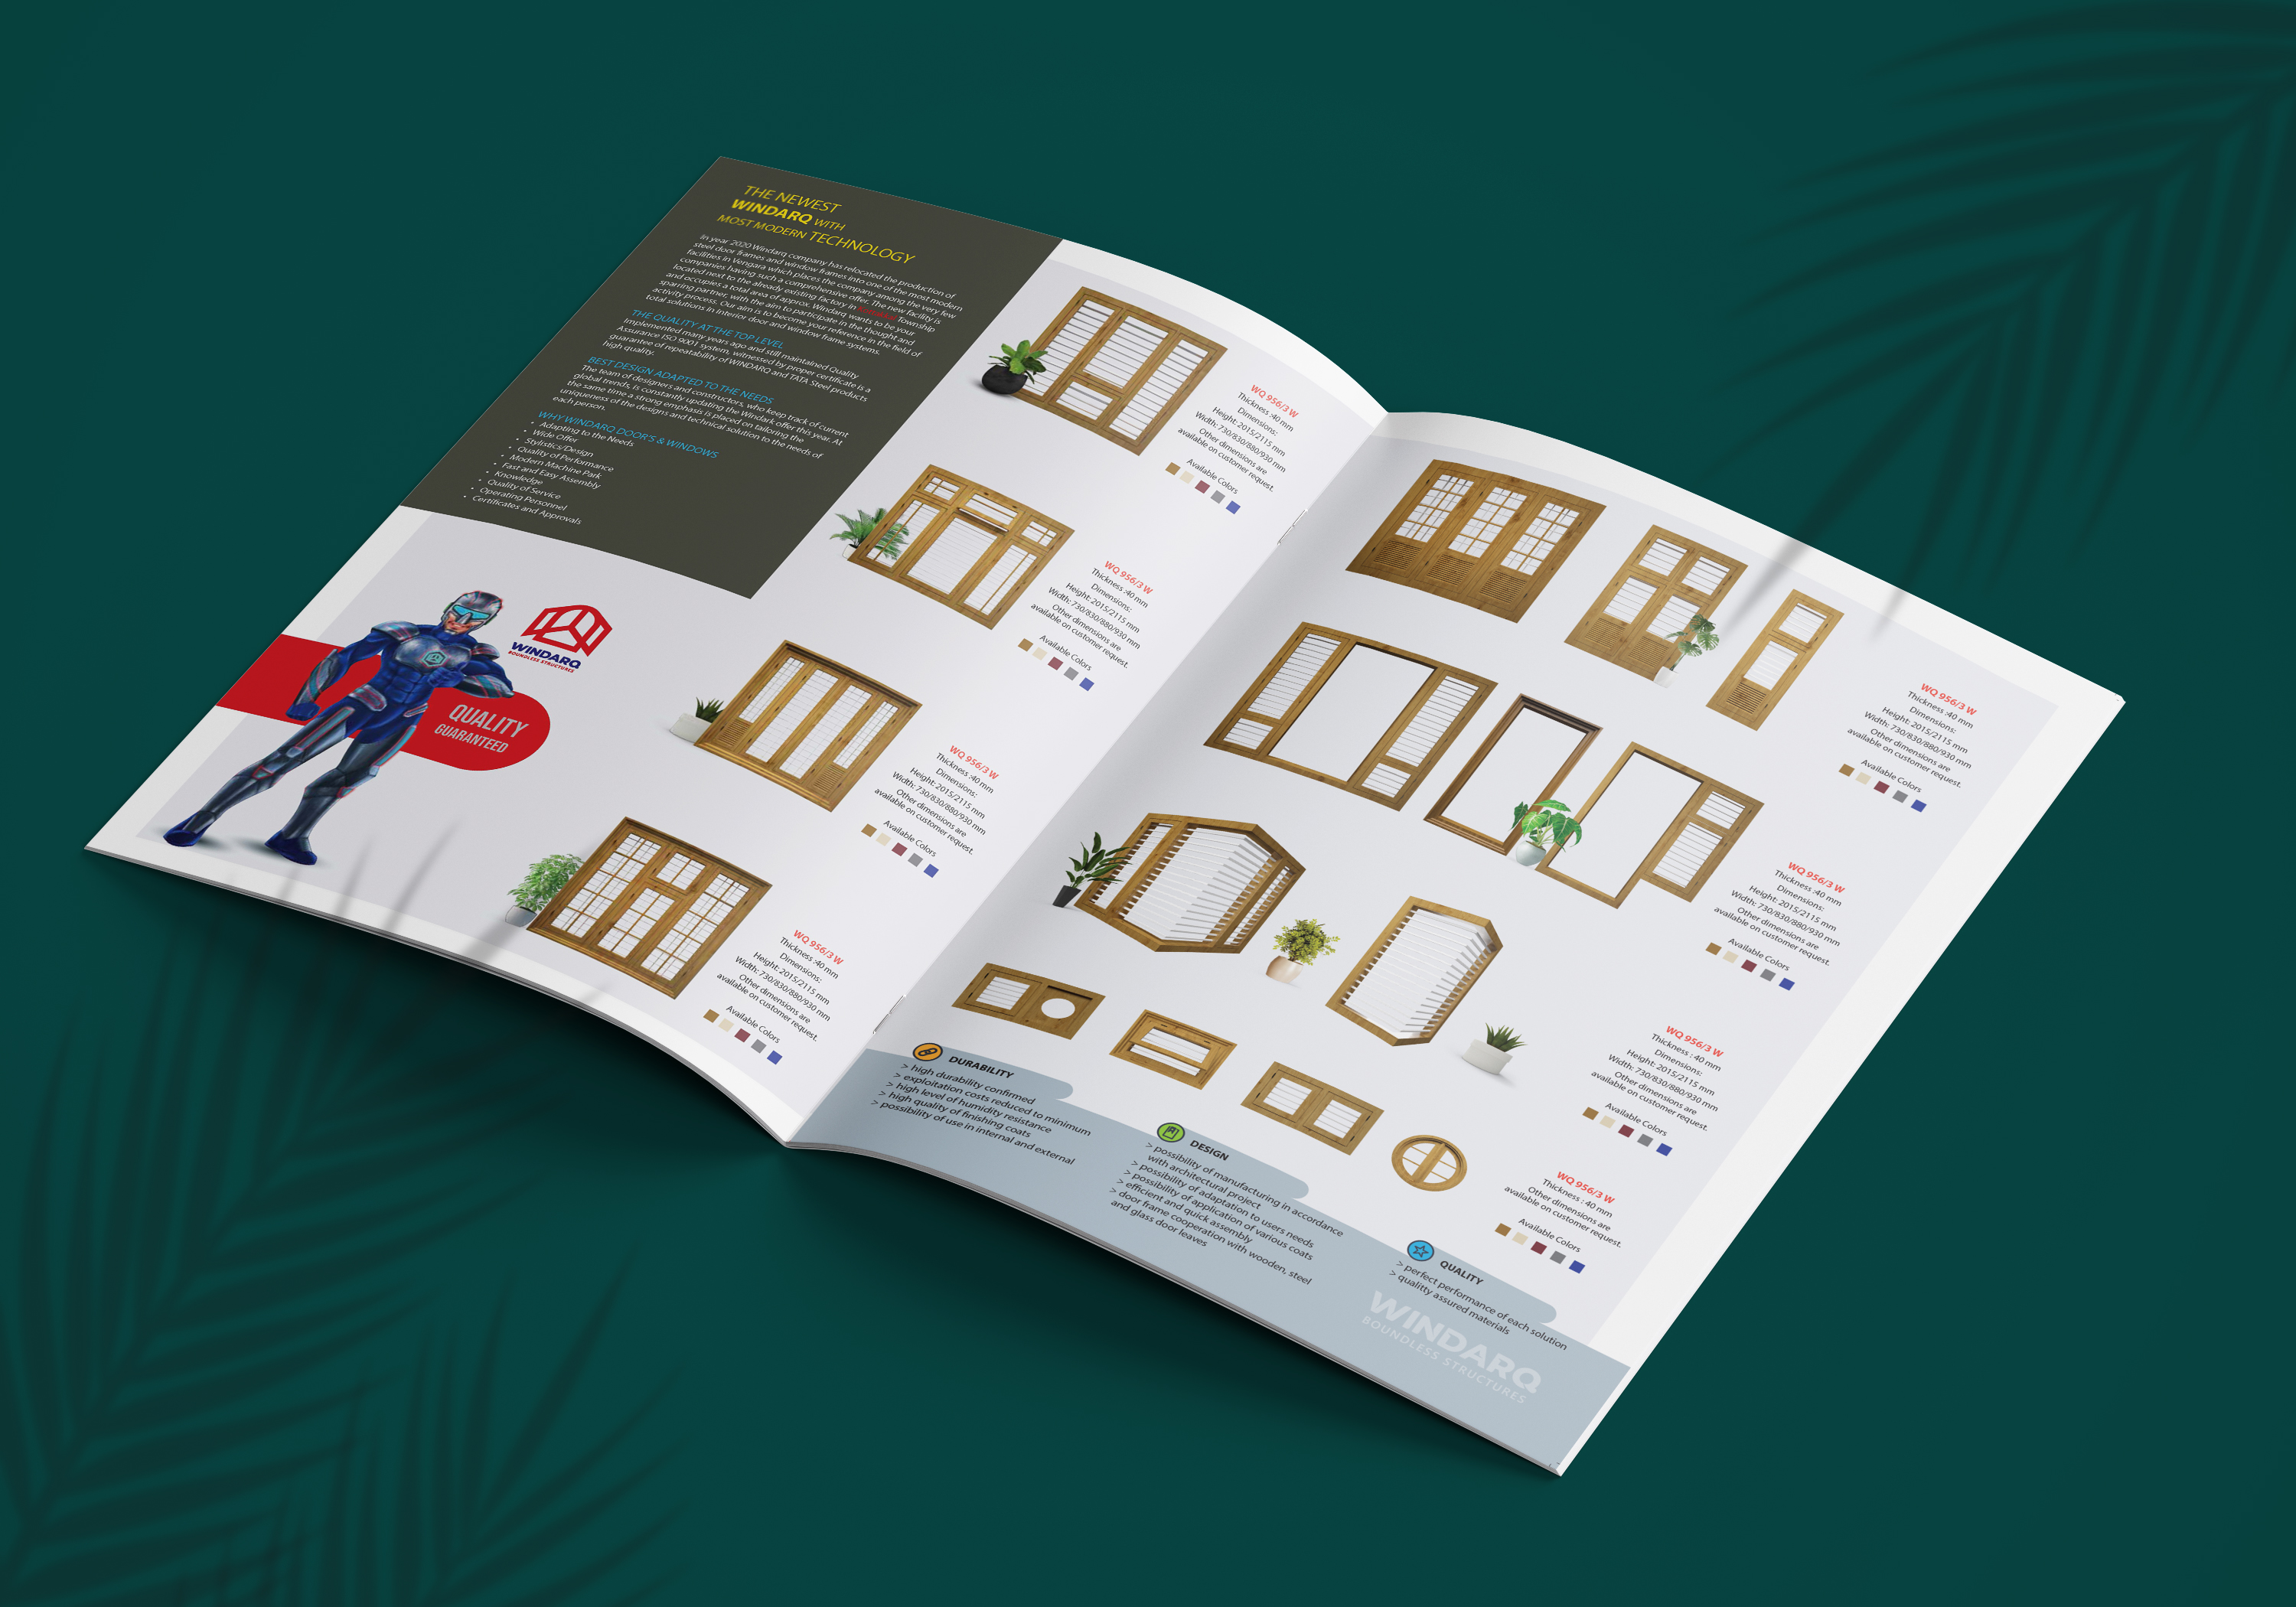 THE NEWEST
WINDARQ WITH
MOST MODERN TECHNOLOGY
In year 2020 Windarq company has relocated the production of
steel door frames and window frames into one of the most modern
facilities in Vengara which places the company among the very few
companies having such a comprehensive offer. The new facility is
located next to the already existing factory in Township
and occupies a total area of approx. Windarq wants to be your
sparring partner, with the aim to participate in the thought and
activity process. Our aim is to become your reference in the field of
total solutions in interior door and window frame systems.
THE QUALITY AT THE TOP LEVEL
Implemented many years ago and still maintained Quality
Assurance ISO 9001 system, witnessed by proper certificate is a
guarantee of repeatability of WINDARQ and TATA Steel products
high quality.
BEST DESIGN ADAPTED TO THE NEEDS
The team of designers and constructors, who keep track of current
global trends, is constantly updating the Windark offer this year. At
the same time a strong emphasis is placed on tailoring the
uniqueness of the designs and technical solution to the needs of
each person.
WHY WINDARQ DOOR'S & WINDOWS
• Adapting to the Needs
• Wide Offer
• Stylistics/Design
• Quality of Performance
• Modern Machine Park
• Fast and Easy Assembly
• Knowledge
• Quality of Service
• Operating Personnel
• Certificates and Approvals
WINDARQ
BOUNDLESS STRUCTURES
QUALITY
GUARANTEED
WQ 956/3 W
Thickness :40 mm
Dimensions:
Height: 2015/2115 mm
Width: 730/830/880/930 mm
Other dimensions are
available on customer request.
Available Colors
WQ 956/3 W
Thickness :40 mm
Dimensions:
Height: 2015/2115 mm
Width: 730/830/880/930 mm
Other dimensions are
available on customer request.
Available Colors
WQ 956/3 W
Thickness :40 mm
Dimensions:
Height: 2015/2115 mm
Width: 730/830/880/930 mm
Other dimensions are
available on customer request.
Available Colors
WQ 956/3 W
Thickness :40 mm
Dimensions:
Height: 2015/2115 mm
Width: 730/830/880/930 mm
Other dimensions are
available on customer request.
Available Colors
WQ 956/3 W
Thickness :40 mm
Dimensions:
Height: 2015/2115 mm
Width: 730/830/880/930 mm
Other dimensions are
available on customer request.
Available Colors
WQ 956/3 W
Thickness :40 mm
Dimensions:
Height: 2015/2115 mm
Width: 730/830/880/930 mm
Other dimensions are
available on customer request.
Available Colors
WQ 956/3 W
Thickness : 40 mm
Dimensions:
Height: 2015/2115 mm
Width: 730/830/880/930 mm
Other dimensions are
available on customer request.
Available Colors
WQ 956/3 W
Thickness : 40 mm
Other dimensions are
available on customer request.
Available Colors
DURABILITY
> high durability confirmed
> exploitation costs reduced to minimum
> high level of humidity resistance
> high quality of finishing coats
> possibility of use in internal and external
DESIGN
> possibility of manufacturing in accordance
with architectural project
> possibility of adaptation to users needs
> possibility of application of various coats
> efficient and quick assembly
> door frame cooperation with wooden, steel
and glass door leaves
QUALITY
> perfect performance of each solution
> quality assured materials
WINDARQ
BOUNDLESS STRUCTURES